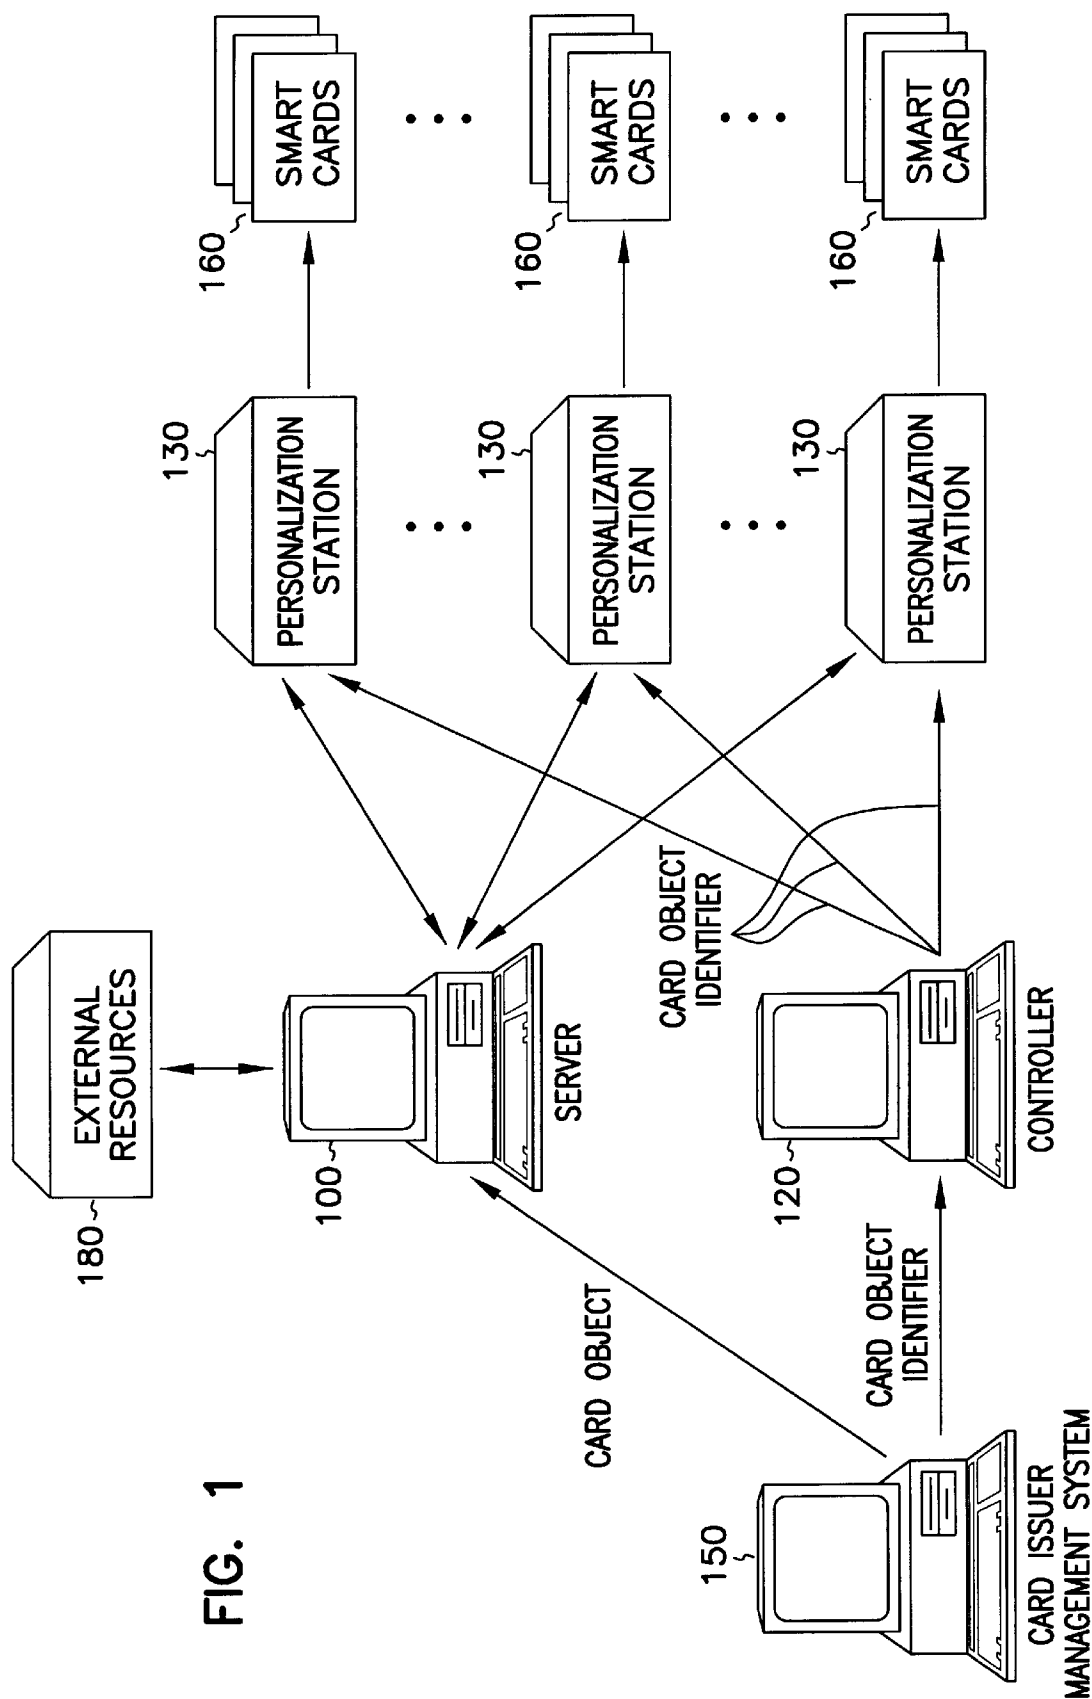 FIG. 1
180
EXTERNAL
RESOURCES
100
SERVER
CARD OBJECT
150
CARD ISSUER
MANAGEMENT SYSTEM
CARD OBJECT
IDENTIFIER
120
CONTROLLER
CARD OBJECT
IDENTIFIER
130
PERSONALIZATION
STATION
130
PERSONALIZATION
STATION
130
PERSONALIZATION
STATION
160
SMART
CARDS
160
SMART
CARDS
160
SMART
CARDS